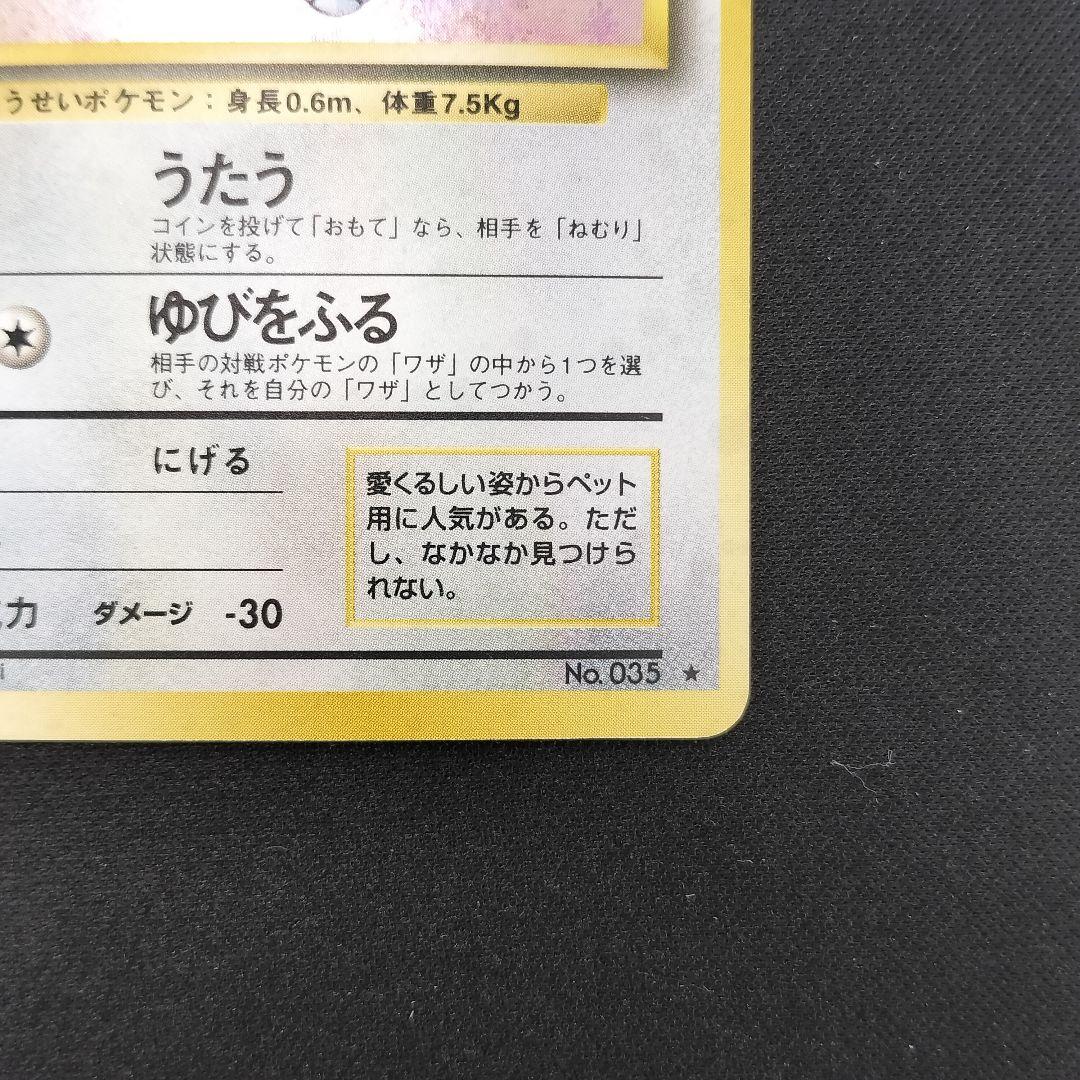 うせいポケモン：身長0.6m、体重7.5Kg
うたう
コインを投げて「おもて」なら、相手を「ねむり」
状態にする。
ゆびをふる
相手の対戦ポケモンの「ワザ」の中から1つを選
び、それを自分の「ワザ」としてつかう。
にげる
愛くるしい姿からペット
用に人気がある。ただ
し、なかなか見つけら
れない。
力 ダメージ -30
i
No. 035 ★